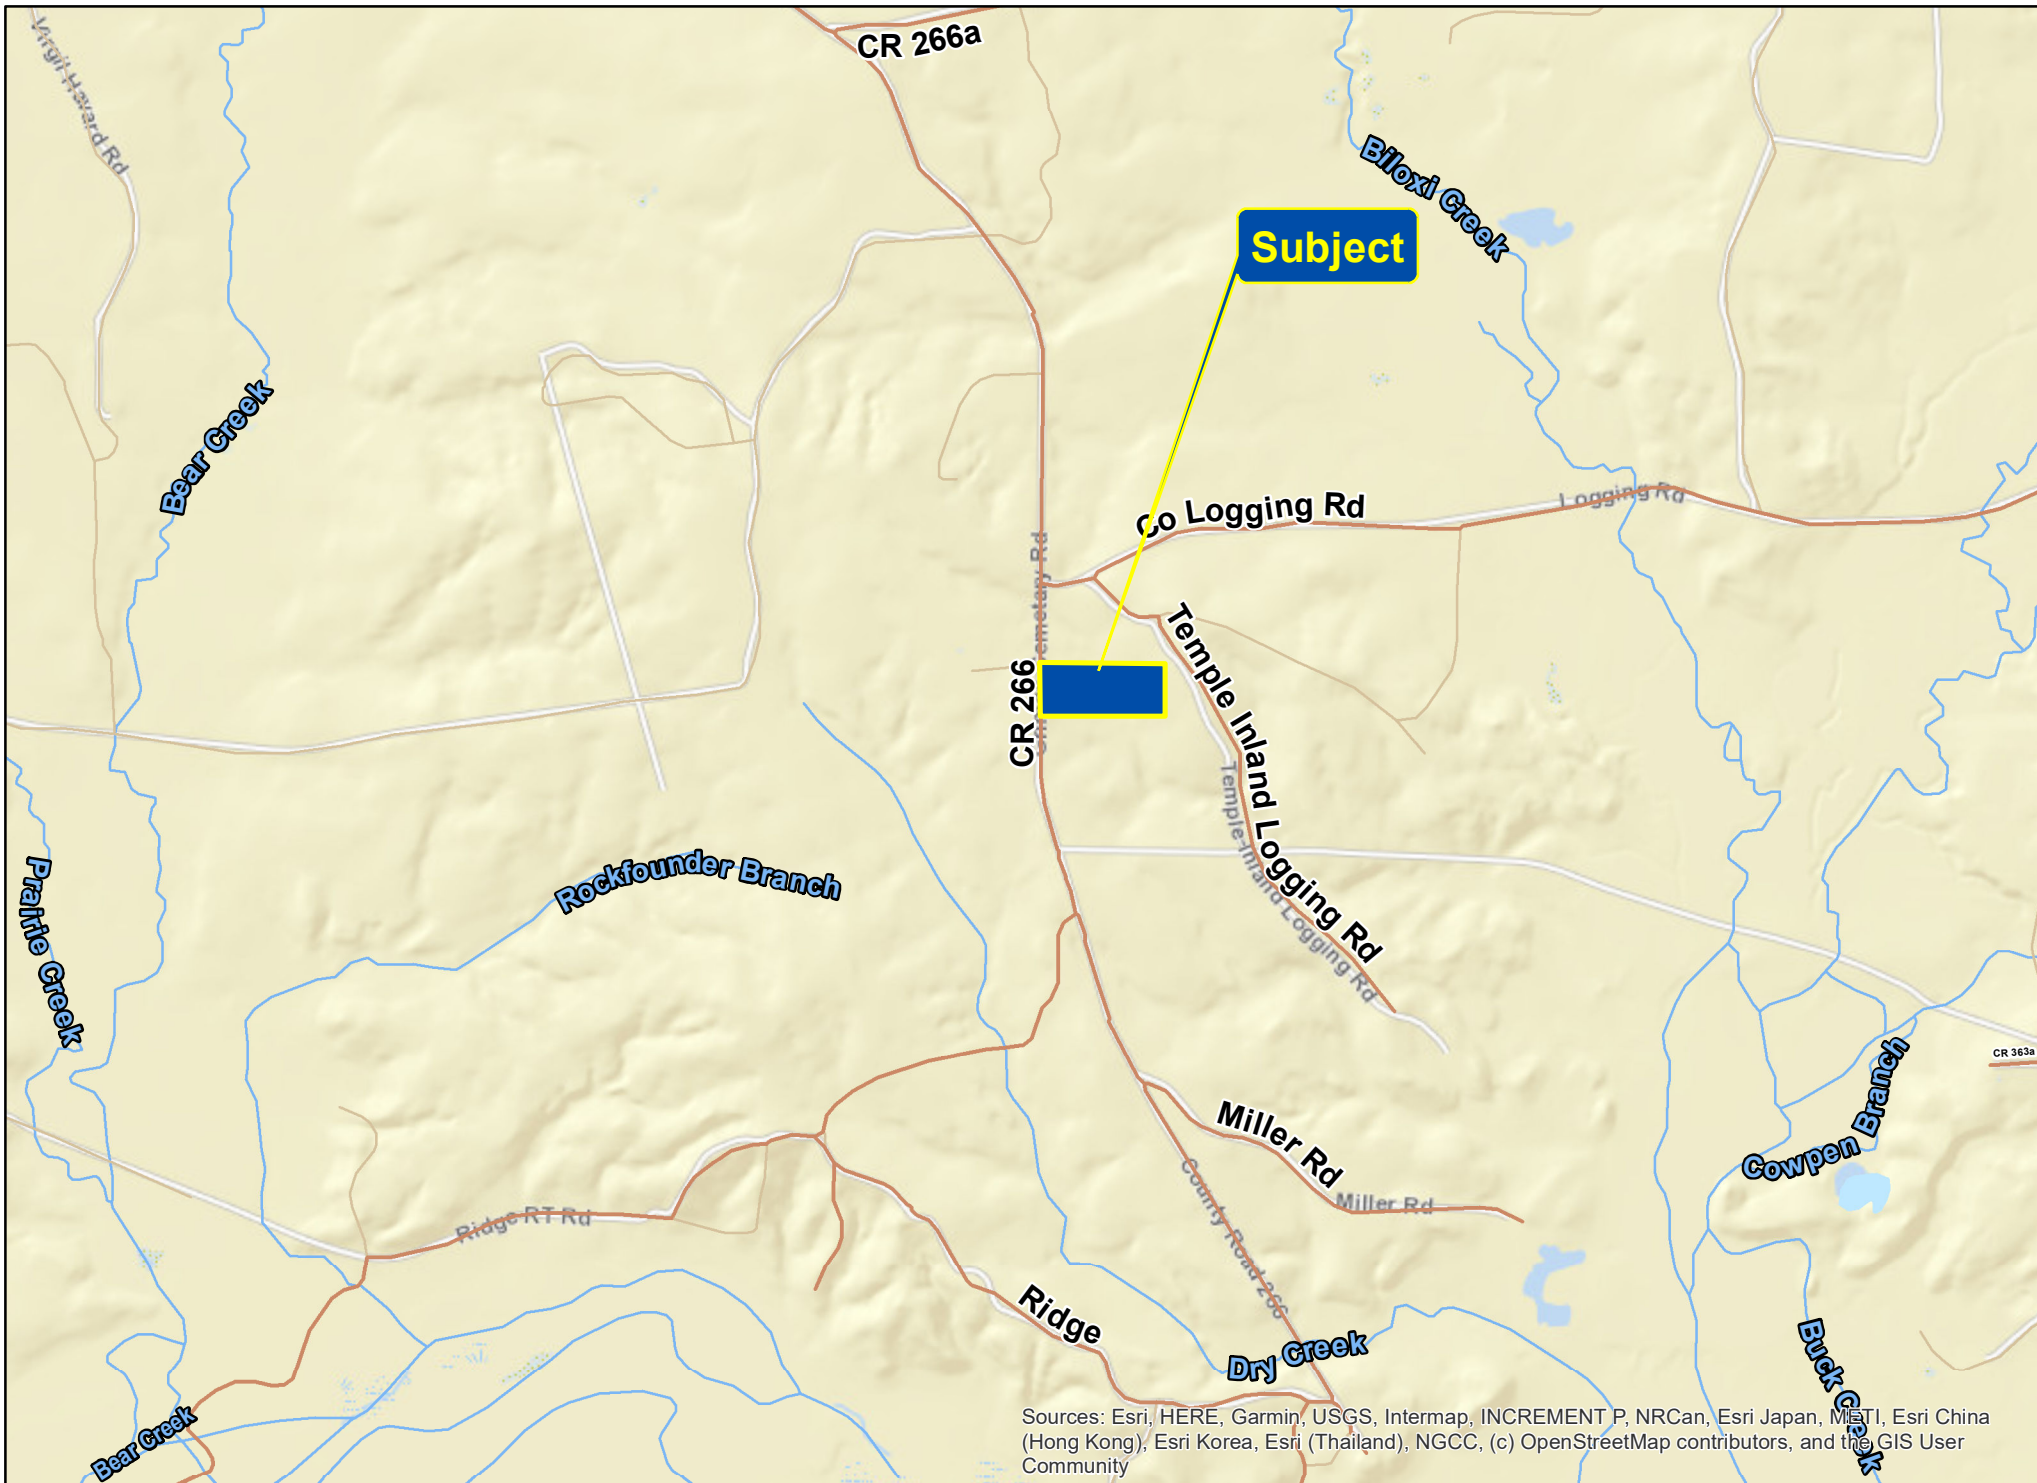 CR 266a
Virgil Havard Rd
Biloxi Creek
Subject
Bear Creek
Co Logging Rd
Logging Rd
Cemetary Rd
Temple Inland Logging Rd
CR 266
Temple-Inland Logging Rd
Rockfounder Branch
Prairie Creek
CR 363a
Cowpen Branch
Miller Rd
Miller Rd
County Road 266
Ridge RT Rd
Ridge
Dry Creek
Buck Creek
Bear Creek
Sources: Esri, HERE, Garmin, USGS, Intermap, INCREMENT P, NRCan, Esri Japan, METI, Esri China
(Hong Kong), Esri Korea, Esri (Thailand), NGCC, (c) OpenStreetMap contributors, and the GIS User
Community